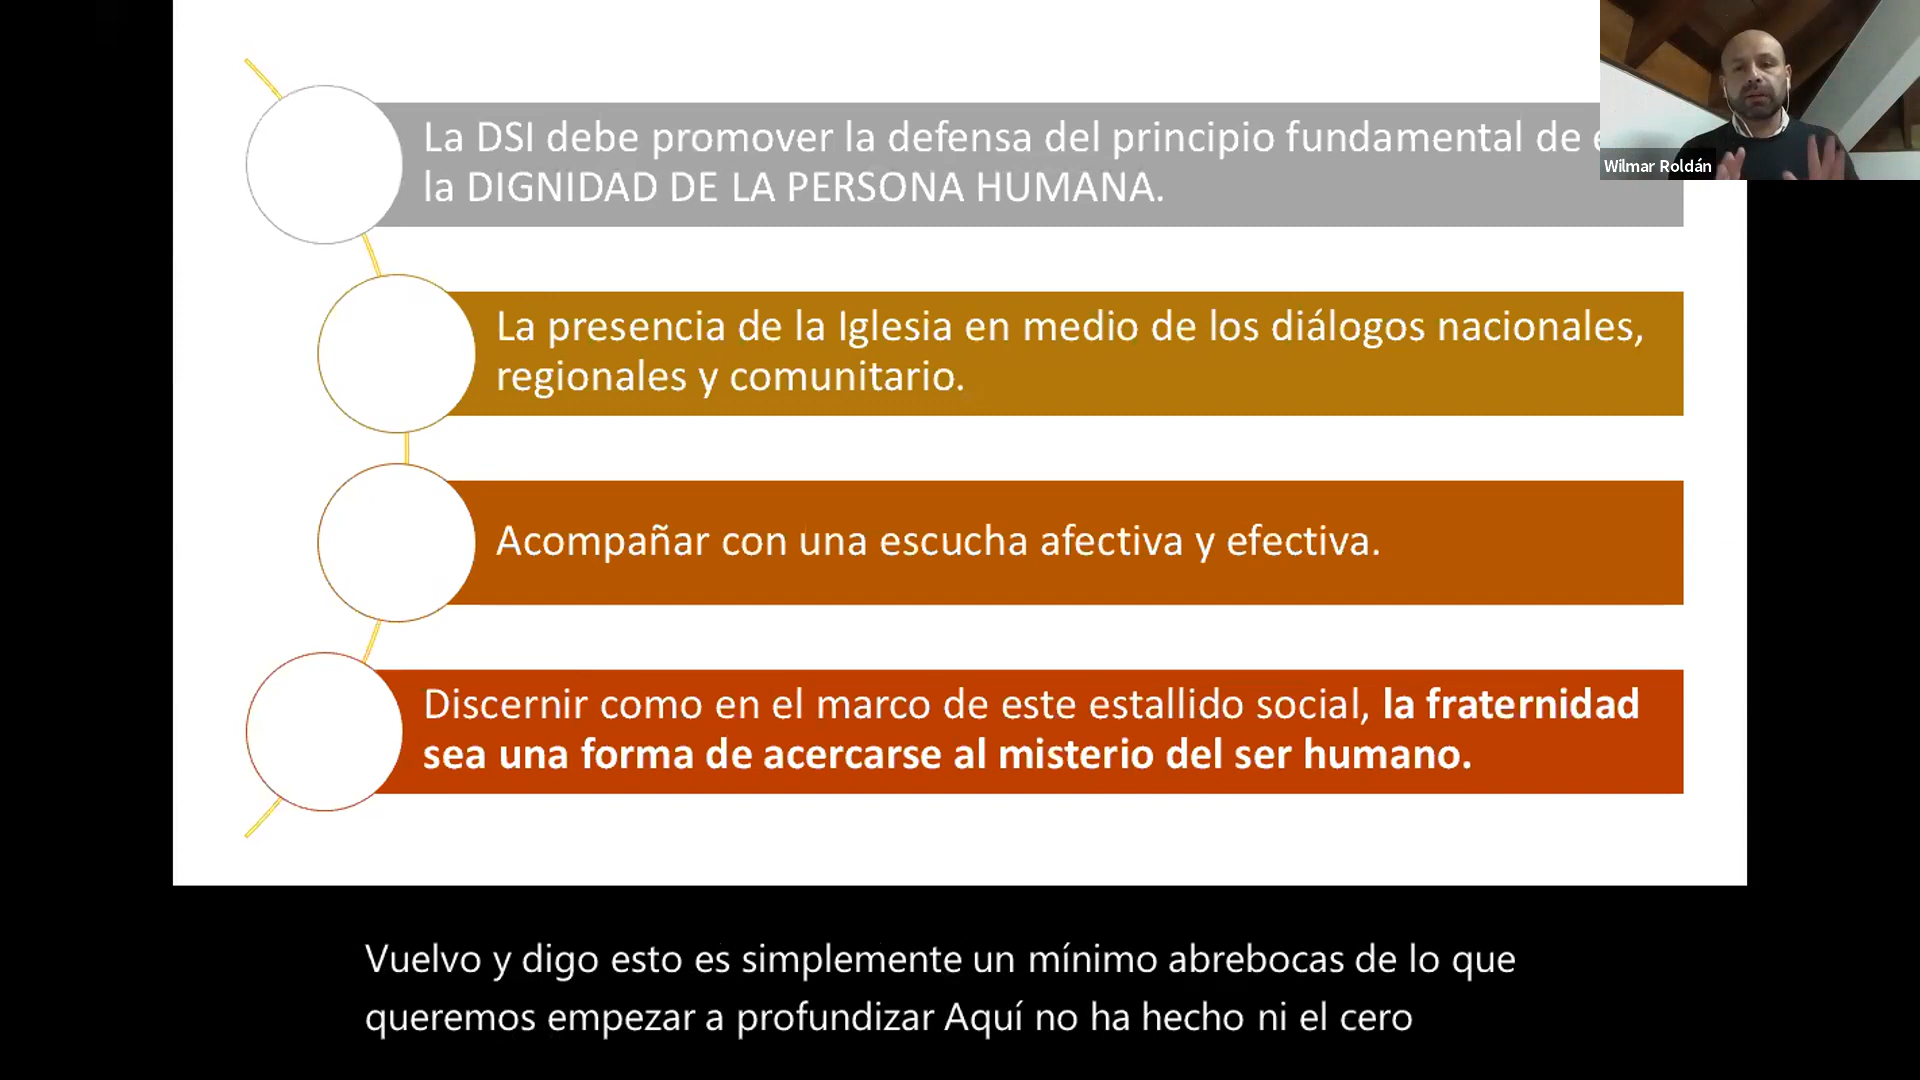 La DSI debe promover la defensa del principio fundamental de
la DIGNIDAD DE LA PERSONA HUMANA.
Wilmar Roldán
La presencia de la Iglesia en medio de los diálogos nacionales,
regionales y comunitario.
Acompañar con una escucha afectiva y efectiva.
Discernir como en el marco de este estallido social, la fraternidad
sea una forma de acercarse al misterio del ser humano.
Vuelvo y digo esto es simplemente un mínimo abrebocas de lo que
queremos empezar a profundizar Aquí no ha hecho ni el cero